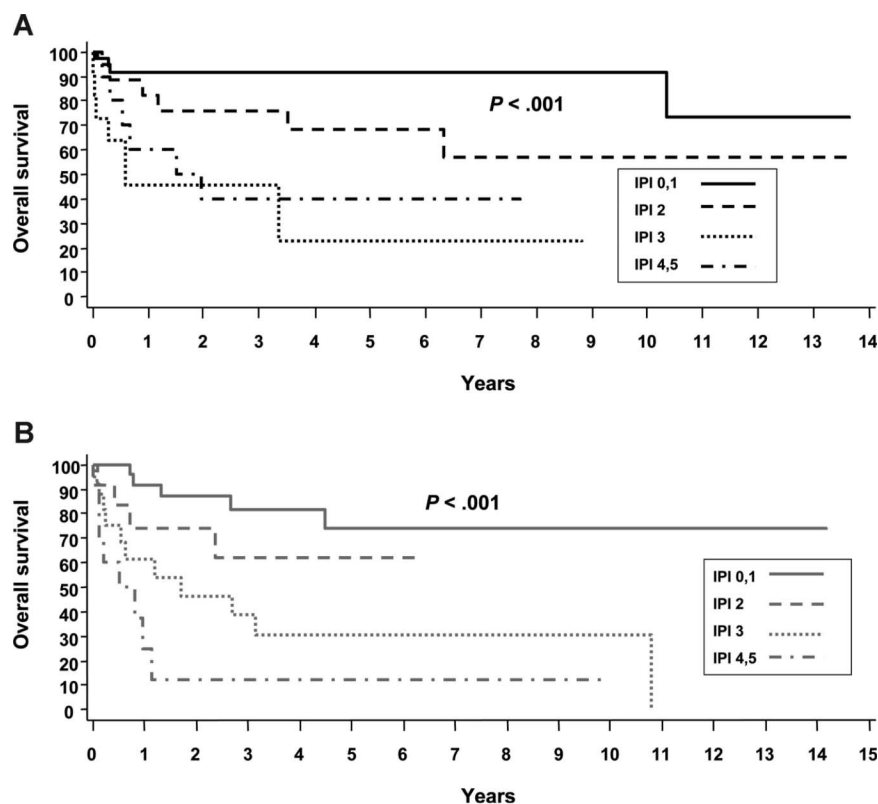 A
Overall survival
100
90
80
70
60
50
40
30
20
10
0
P < .001
IPI 0,1
IPI 2
IPI 3
IPI 4,5
0 1 2 3 4 5 6 7 8 9 10 11 12 13 14
Years
B
Overall survival
100
90
80
70
60
50
40
30
20
10
0
P < .001
IPI 0,1
IPI 2
IPI 3
IPI 4,5
0 1 2 3 4 5 6 7 8 9 10 11 12 13 14 15
Years